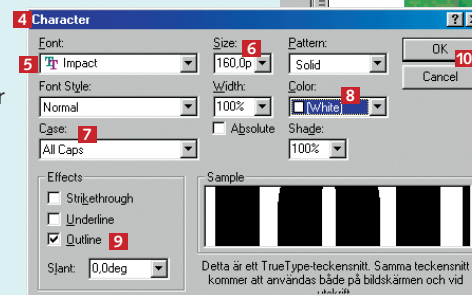 4 Character ?
Font: Size: 6 Pattern: OK 10
5 Impact 160,0p Solid Cancel
r
Font Style: Width: Color: 8
Normal 100% [White]
Case: 7 Absolute Shade:
All Caps 100%
Effects Sample
Strikethrough
Underline
Outline 9
Slant: 0,0deg Detta är ett TrueType-teckensnitt. Samma teckensnitt
kommer att användas både på bildskärmen och vid
utskrift